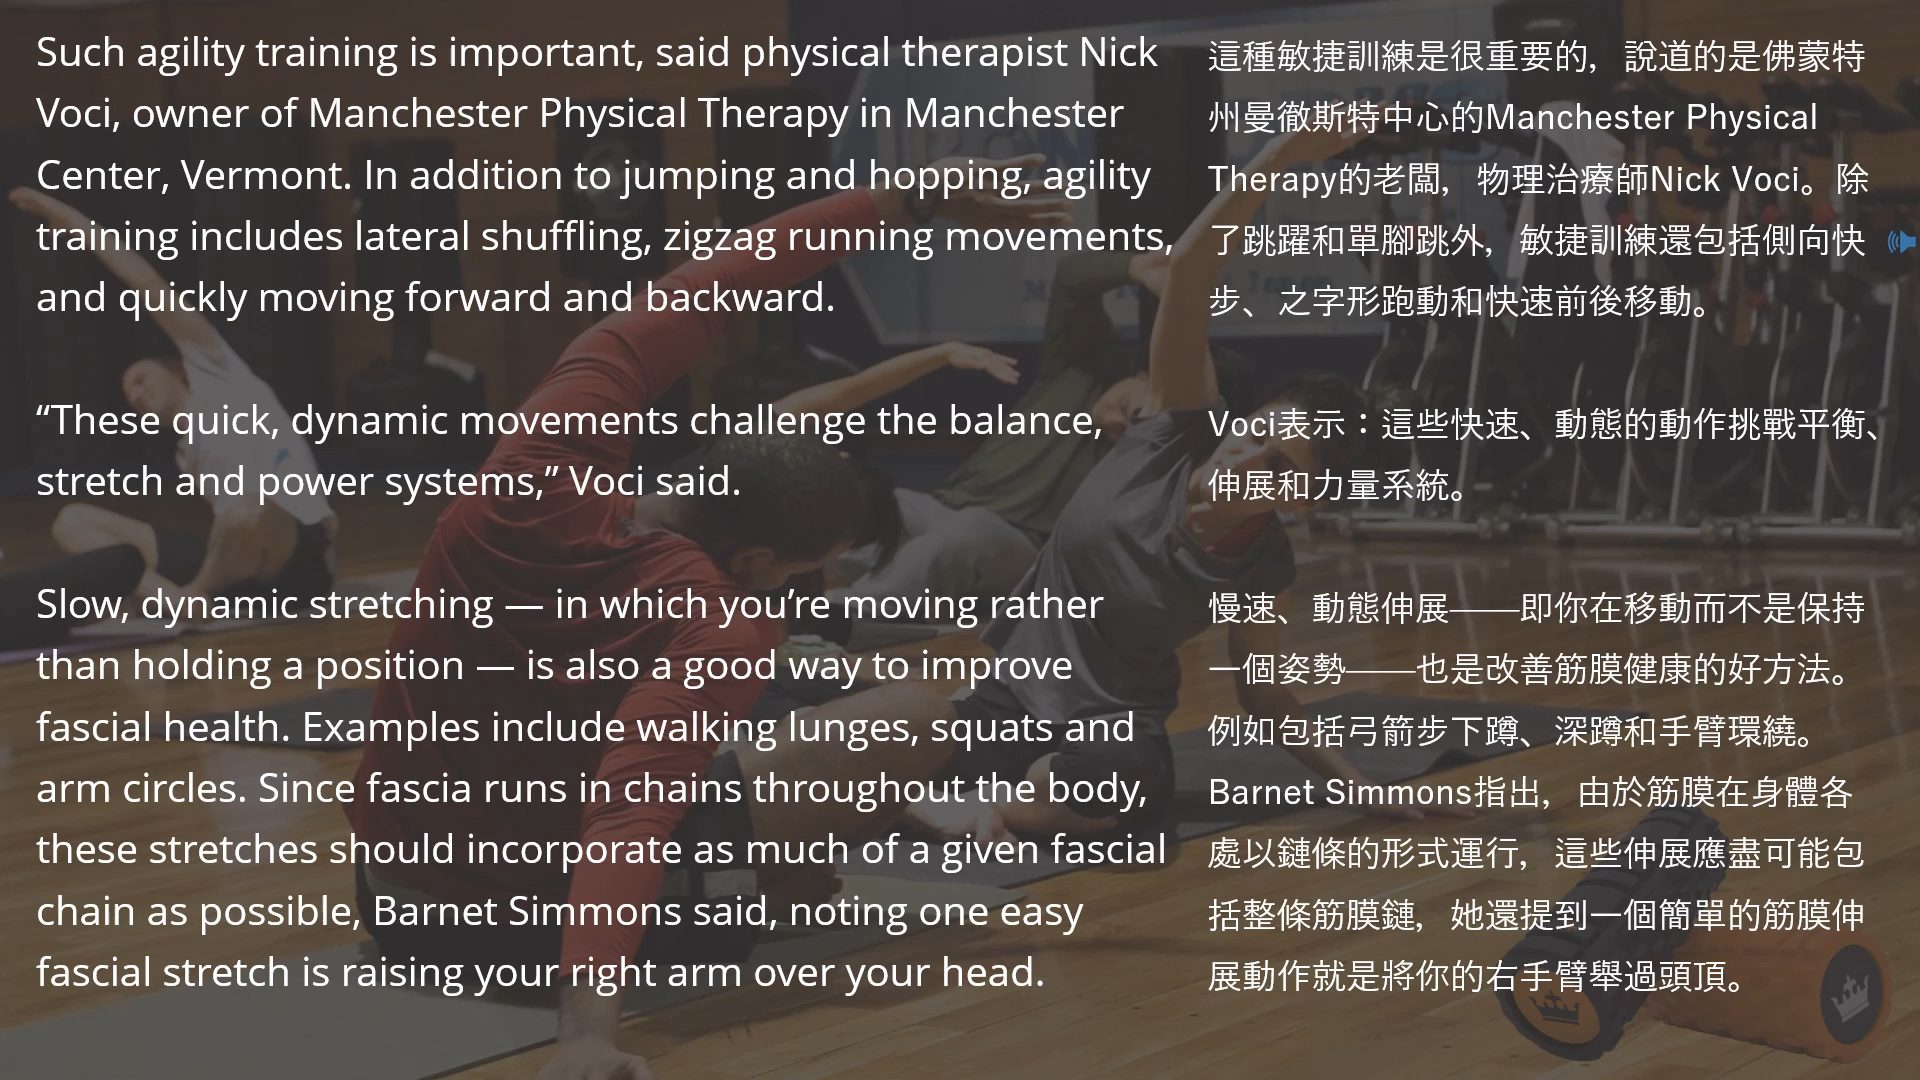 Such agility training is important, said physical therapist Nick
Voci, owner of Manchester Physical Therapy in Manchester
Center, Vermont. In addition to jumping and hopping, agility
training includes lateral shuffling, zigzag running movements,
and quickly moving forward and backward.
“These quick, dynamic movements challenge the balance,
stretch and power systems,” Voci said.
Slow, dynamic stretching — in which you’re moving rather
than holding a position — is also a good way to improve
fascial health. Examples include walking lunges, squats and
arm circles. Since fascia runs in chains throughout the body,
these stretches should incorporate as much of a given fascial
chain as possible, Barnet Simmons said, noting one easy
fascial stretch is raising your right arm over your head.
這種敏捷訓練是很重要的，說道的是佛蒙特
州曼徹斯特中心的Manchester Physical
Therapy的老闆，物理治療師Nick Voci。除
了跳躍和單腳跳外，敏捷訓練還包括側向快
步、之字形跑動和快速前後移動。
Voci表示：這些快速、動態的動作挑戰平衡、
伸展和力量系統。
慢速、動態伸展——即你在移動而不是保持
一個姿勢——也是改善筋膜健康的好方法。
例如包括弓箭步下蹲、深蹲和手臂環繞。
Barnet Simmons指出，由於筋膜在身體各
處以鏈條的形式運行，這些伸展應盡可能包
括整條筋膜鏈，她還提到一個簡單的筋膜伸
展動作就是將你的右手臂舉過頭頂。